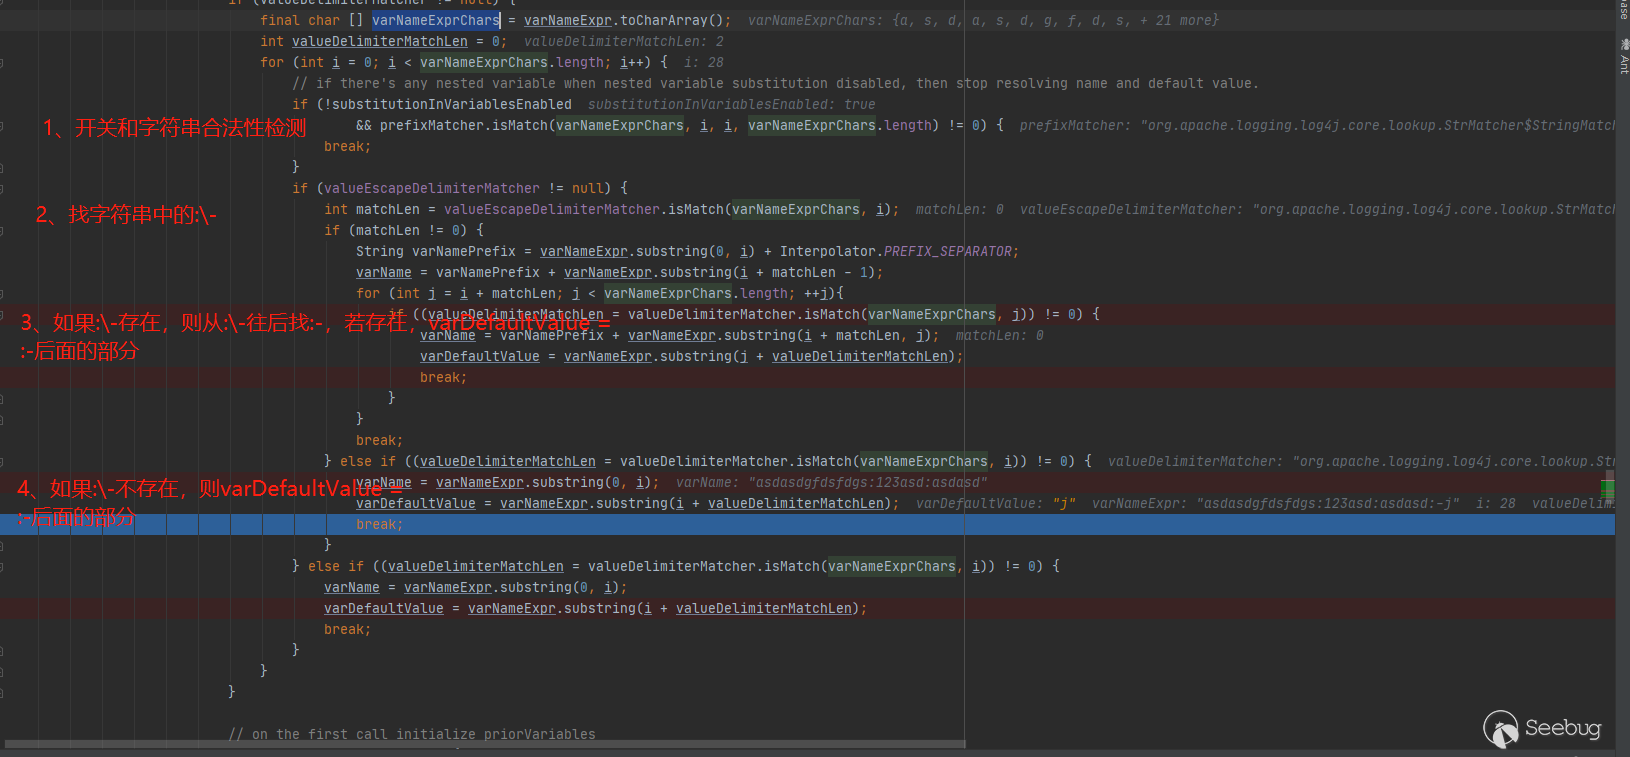 if (valueDelimiterMatcher != null) {
final char [] varNameExprChars = varNameExpr.toCharArray(); varNameExprChars: {a, s, d, a, s, d, g, f, d, s, + 21 more}
int valueDelimiterMatchLen = 0; valueDelimiterMatchLen: 2
for (int i = 0; i < varNameExprChars.length; i++) { i: 28
// if there's any nested variable when nested variable substitution disabled, then stop resolving name and default value.
if (!substitutionInVariablesEnabled substitutionInVariablesEnabled: true
1、开关和字符串合法性检测
&& prefixMatcher.isMatch(varNameExprChars, i, i, varNameExprChars.length) != 0) { prefixMatcher: "org.apache.logging.log4j.core.lookup.StrMatcher$StringMatch
break;
}
if (valueEscapeDelimiterMatcher != null) {
2、找字符串中的:\-
int matchLen = valueEscapeDelimiterMatcher.isMatch(varNameExprChars, i); matchLen: 0 valueEscapeDelimiterMatcher: "org.apache.logging.log4j.core.lookup.StrMatch
if (matchLen != 0) {
String varNamePrefix = varNameExpr.substring(0, i) + Interpolator.PREFIX_SEPARATOR;
varName = varNamePrefix + varNameExpr.substring(i + matchLen - 1);
for (int j = i + matchLen; j < varNameExprChars.length; ++j){
if ((valueDelimiterMatchLen = valueDelimiterMatcher.isMatch(varNameExprChars, j)) != 0) {
3、如果:\-存在，则从:\-往后找:-，若存在，varDefaultValue =
:-后面的部分
varName = varNamePrefix + varNameExpr.substring(i + matchLen, j); matchLen: 0
varDefaultValue = varNameExpr.substring(j + valueDelimiterMatchLen);
break;
}
}
break;
} else if ((valueDelimiterMatchLen = valueDelimiterMatcher.isMatch(varNameExprChars, i)) != 0) { valueDelimiterMatcher: "org.apache.logging.log4j.core.lookup.Str
varName = varNameExpr.substring(0, i); varName: "asdasdgfdsfdgs:123asd:asdasd"
4、如果:\-不存在，则varDefaultValue =
:-后面的部分
varDefaultValue = varNameExpr.substring(i + valueDelimiterMatchLen); varDefaultValue: "j" varNameExpr: "asdasdgfdsfdgs:123asd:asdasd:-j" i: 28 valueDelim
break;
}
} else if ((valueDelimiterMatchLen = valueDelimiterMatcher.isMatch(varNameExprChars, i)) != 0) {
varName = varNameExpr.substring(0, i);
varDefaultValue = varNameExpr.substring(i + valueDelimiterMatchLen);
break;
}
}
}
// on the first call initialize priorVariables
Ant
Seebug